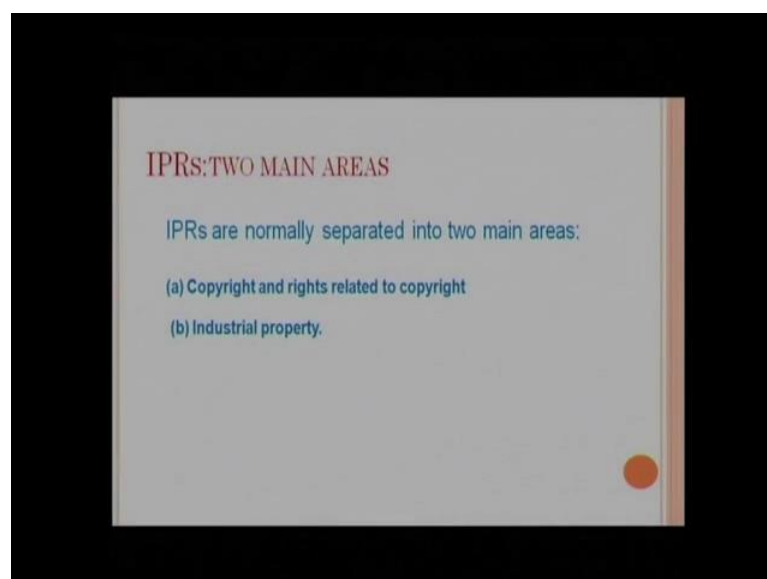 IPRS:TWO MAIN AREAS
IPRs are normally separated into two main areas:
(a) Copyright and rights related to copyright
(b) Industrial property.